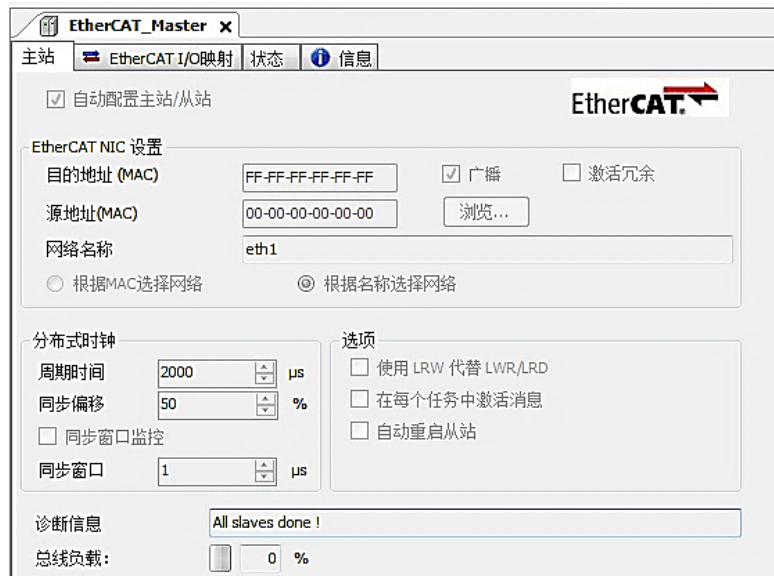 EtherCAT_Master x
主站 EtherCAT I/O映射 状态 信息
自动配置主站/从站
EtherCAT
EtherCAT NIC 设置
目的地址 (MAC) FF-FF-FF-FF-FF-FF 广播 激活冗余
源地址(MAC) 00-00-00-00-00-00 浏览...
网络名称 eth1
根据MAC选择网络 根据名称选择网络
分布式时钟 选项
周期时间 2000 µs 使用 LRW 代替 LWR/LRD
同步偏移 50 % 在每个任务中激活消息
同步窗口监控 自动重启从站
同步窗口 1 µs
诊断信息 All slaves done !
总线负载： 0 %